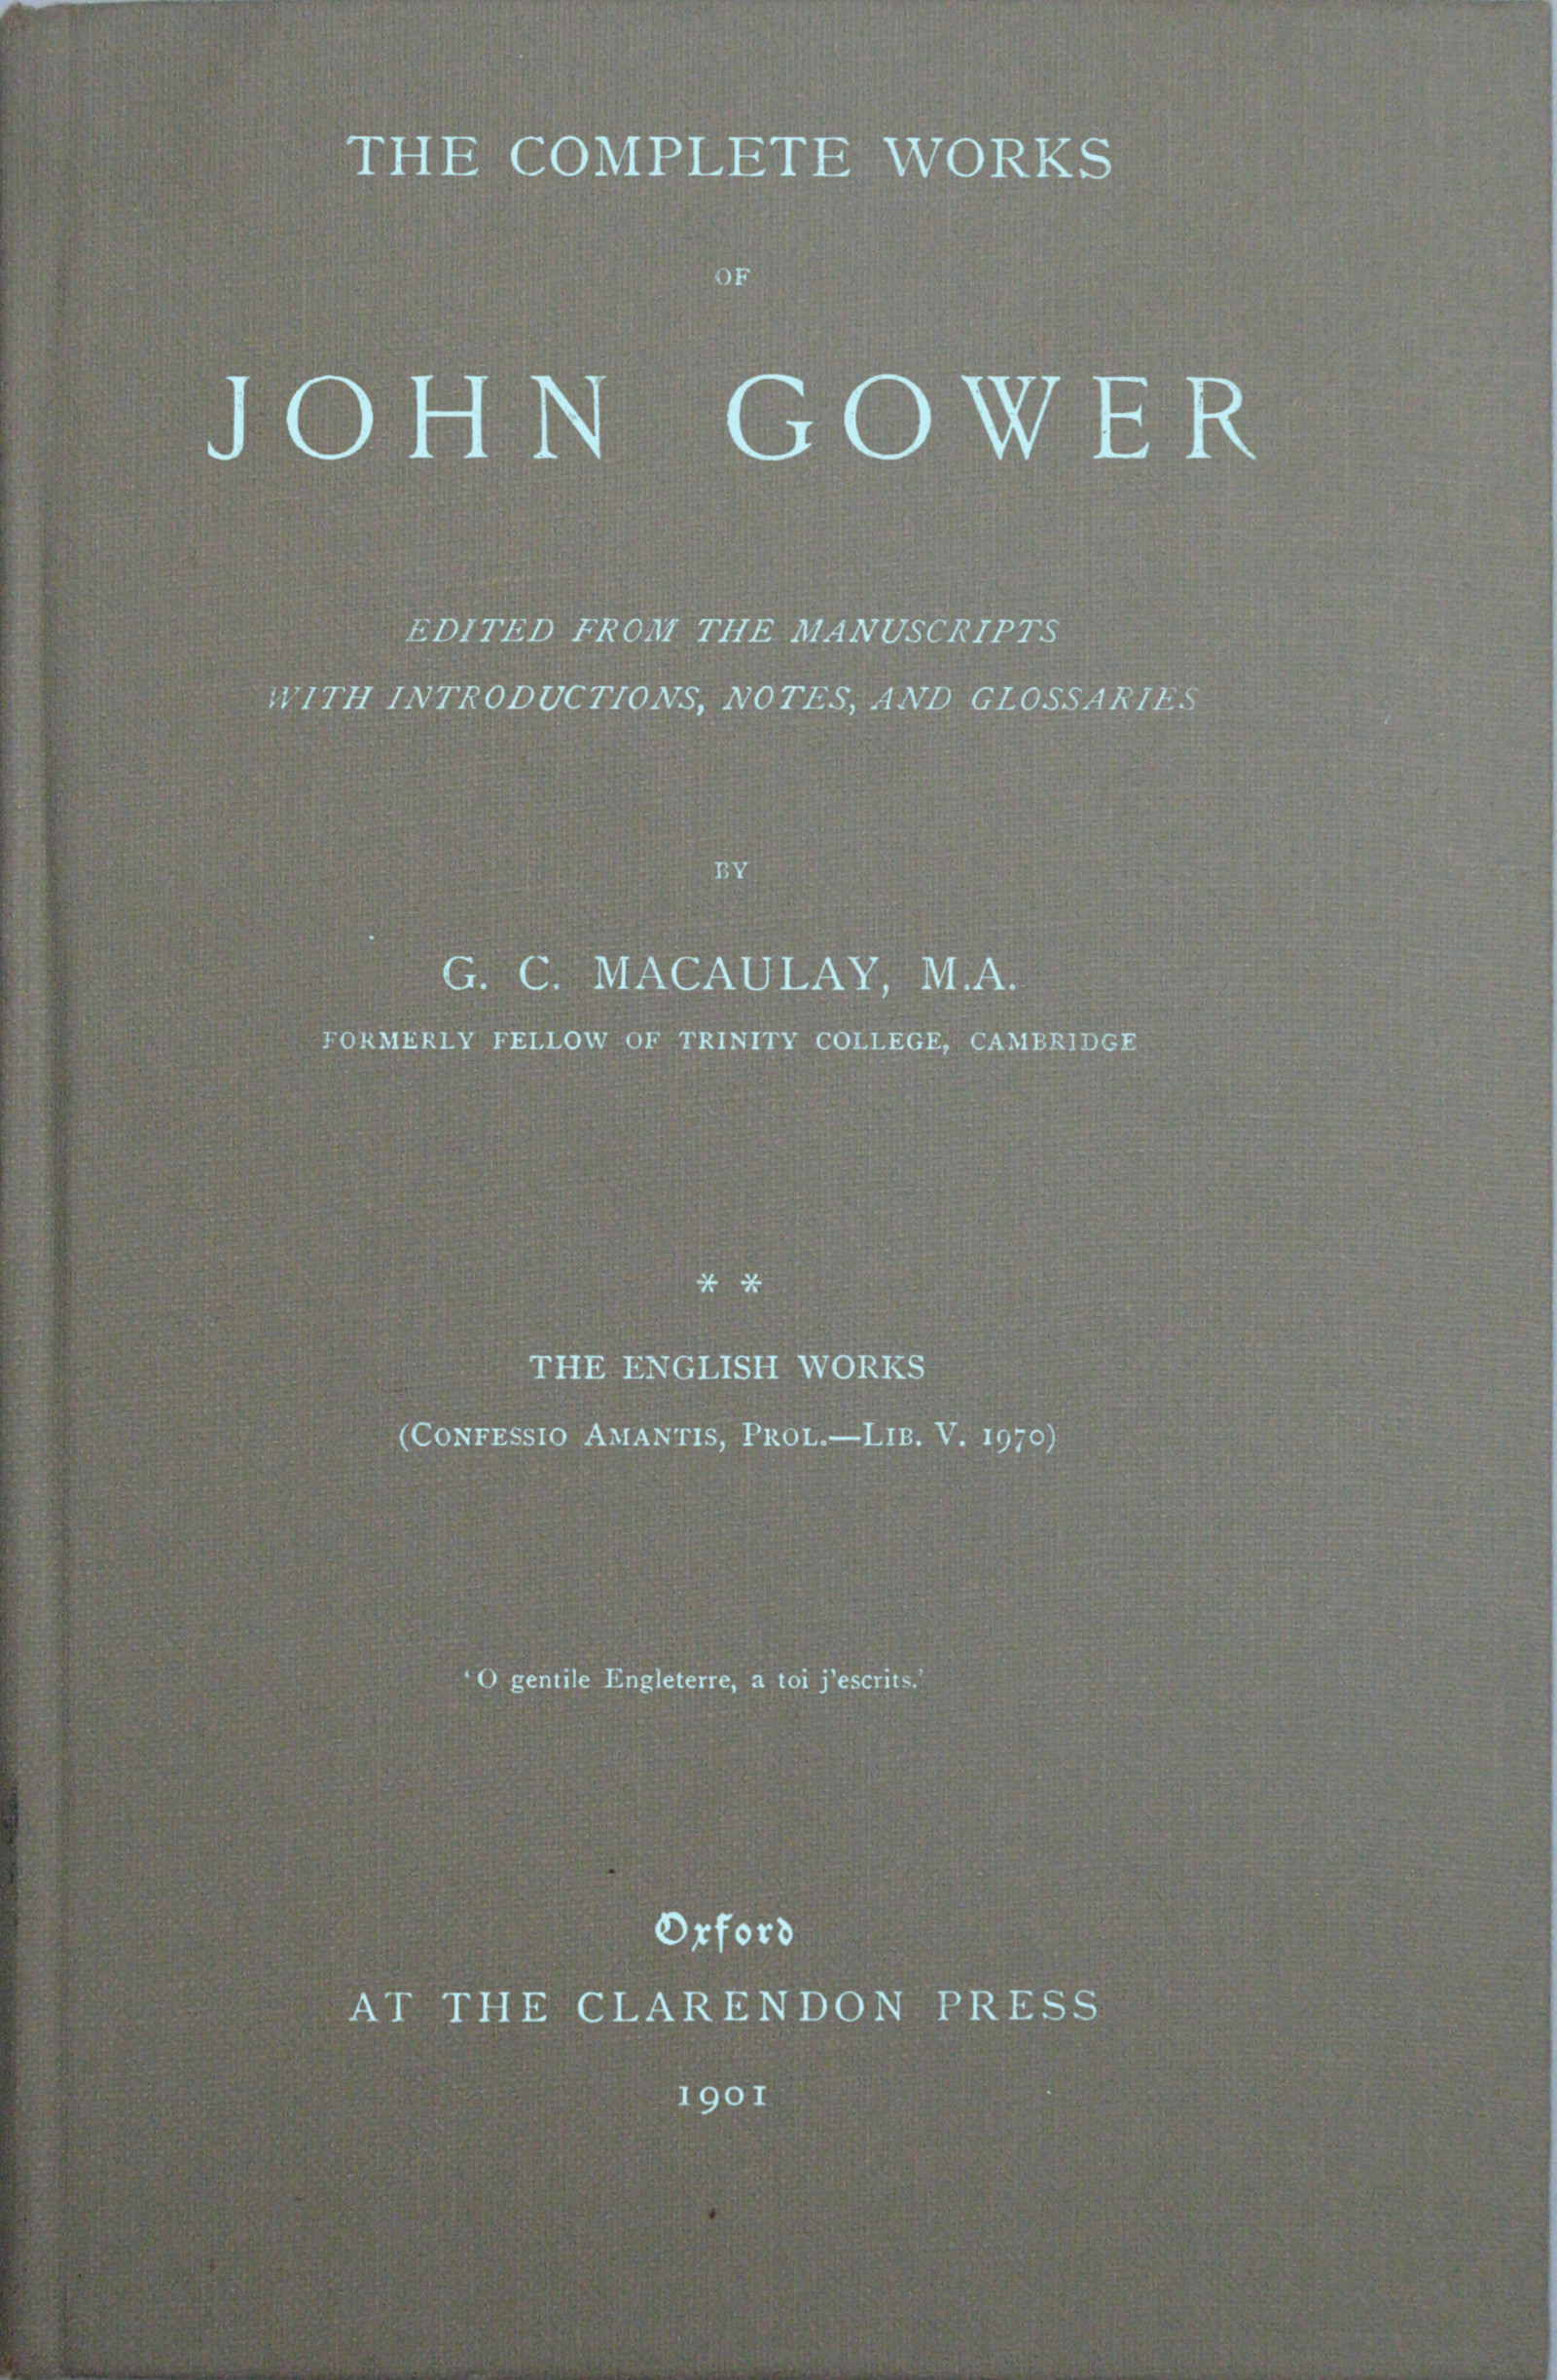 THE COMPLETE WORKS
OF
JOHN GOWER
EDITED FROM THE MANUSCRIPTS
WITH INTRODUCTIONS, NOTES, AND GLOSSARIES
BY
G. C. MACAULAY, M.A.
FORMERLY FELLOW OF TRINITY COLLEGE, CAMBRIDGE
* *
THE ENGLISH WORKS
(CONFESSIO AMANTIS, PROL.—LIB. V. 1970)
‘O gentile Engleterre, a toi j'escrits.’
Oxford
AT THE CLARENDON PRESS
1901